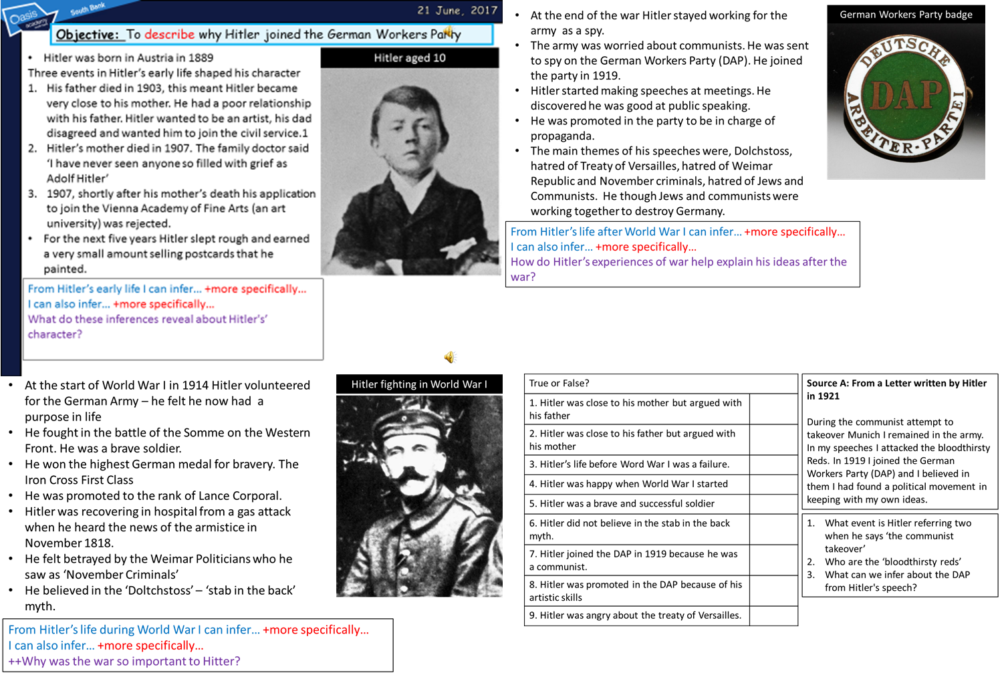 Oasis
academy
South Bank
21 June, 2017
Objective: To describe why Hitler joined the German Workers Party
• Hitler was born in Austria in 1889
Three events in Hitler's early life shaped his character
1. His father died in 1903, this meant Hitler became
very close to his mother. He had a poor relationship
with his father. Hitler wanted to be an artist, his dad
disagreed and wanted him to join the civil service.1
2. Hitler's mother died in 1907. The family doctor said
'I have never seen anyone so filled with grief as
Adolf Hitler'
3. 1907, shortly after his mother's death his application
to join the Vienna Academy of Fine Arts (an art
university) was rejected.
• For the next five years Hitler slept rough and earned
a very small amount selling postcards that he
painted.
Hitler aged 10
From Hitler's early life I can infer... +more specifically...
I can also infer... +more specifically...
What do these inferences reveal about Hitler's'
character?
• At the end of the war Hitler stayed working for the
army as a spy.
• The army was worried about communists. He was sent
to spy on the German Workers Party (DAP). He joined
the party in 1919.
• Hitler started making speeches at meetings. He
discovered he was good at public speaking.
• He was promoted in the party to be in charge of
propaganda.
• The main themes of his speeches were, Dolchstoss,
hatred of Treaty of Versailles, hatred of Weimar
Republic and November criminals, hatred of Jews and
Communists. He though Jews and communists were
working together to destroy Germany.
German Workers Party badge
DEUTSCHE
DAP
ARBEITER-PARTEI
From Hitler's life after World War I can infer... +more specifically...
I can also infer... +more specifically...
How do Hitler's experiences of war help explain his ideas after the
war?
• At the start of World War I in 1914 Hitler volunteered
for the German Army – he felt he now had a
purpose in life
• He fought in the battle of the Somme on the Western
Front. He was a brave soldier.
• He won the highest German medal for bravery. The
Iron Cross First Class
• He was promoted to the rank of Lance Corporal.
• Hitler was recovering in hospital from a gas attack
when he heard the news of the armistice in
November 1818.
• He felt betrayed by the Weimar Politicians who he
saw as 'November Criminals'
• He believed in the 'Doltchstoss' – 'stab in the back'
myth.
Hitler fighting in World War I
From Hitler's life during World War I can infer... +more specifically...
I can also infer... +more specifically...
++Why was the war so important to Hitter?
True or False?
1. Hitler was close to his mother but argued with
his father
2. Hitler was close to his father but argued with
his mother
3. Hitler's life before Word War I was a failure.
4. Hitler was happy when World War I started
5. Hitler was a brave and successful soldier
6. Hitler did not believe in the stab in the back
myth.
7. Hitler joined the DAP in 1919 because he was
a communist.
8. Hitler was promoted in the DAP because of his
artistic skills
9. Hitler was angry about the treaty of Versailles.
Source A: From a Letter written by Hitler
in 1921
During the communist attempt to
takeover Munich I remained in the army.
In my speeches I attacked the bloodthirsty
Reds. In 1919 I joined the German
Workers Party (DAP) and I believed in
them I had found a political movement in
keeping with my own ideas.
1. What event is Hitler referring two
when he says 'the communist
takeover'
2. Who are the 'bloodthirsty reds'
3. What can we infer about the DAP
from Hitler's speech?